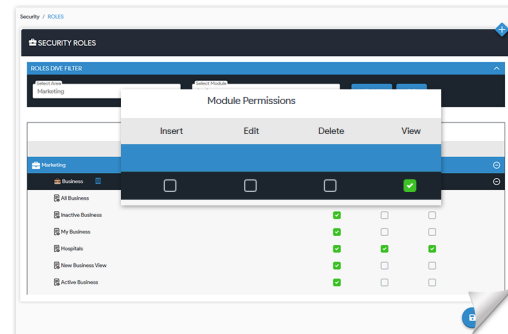 Security / ROLES
SECURITY ROLES
ROLES DIVE FILTER
Select Area
Select Module
Marketing
Module Permissions
Insert Edit Delete View
Marketing
Business
All Business
Inactive Business
My Business
Hospitals
New Business View
Active Business